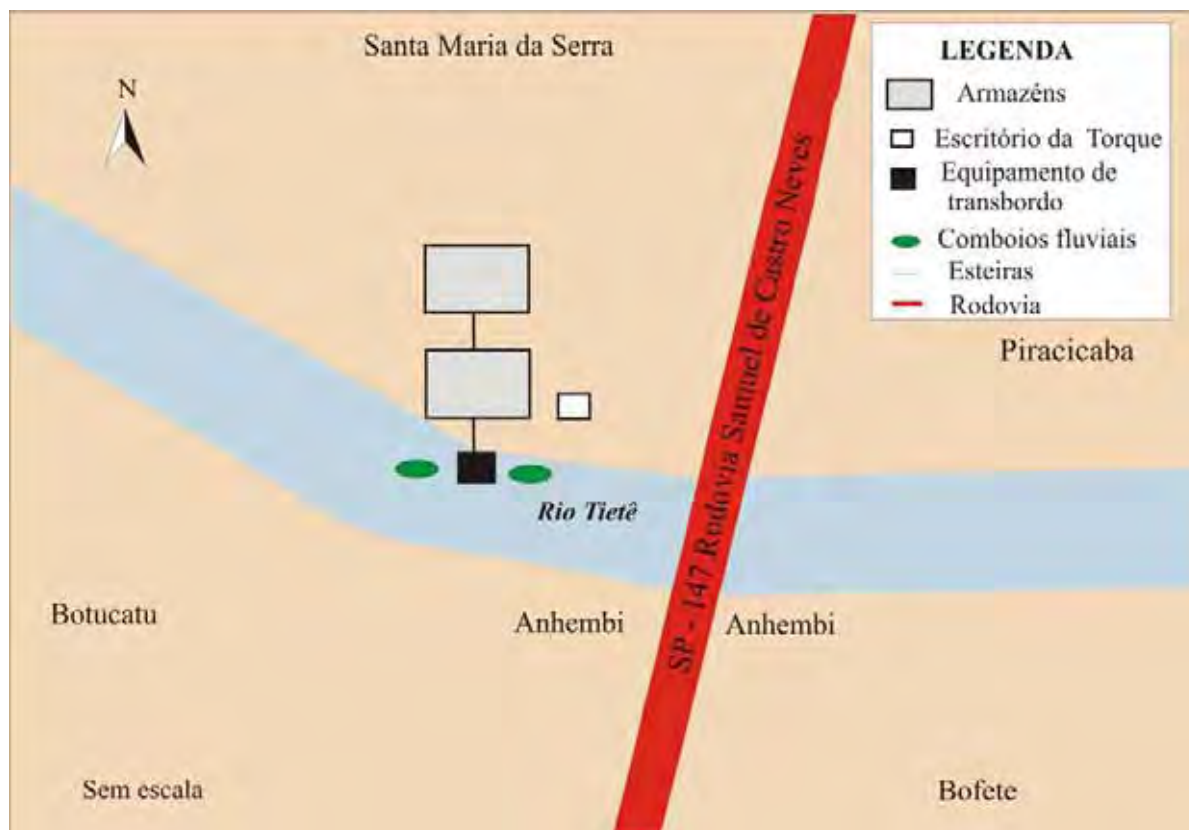 Santa Maria da Serra
N
LEGENDA
Armazéns
Escritório da Torque
Equipamento de
transbordo
Comboios fluviais
Esteiras
Rodovia
SP - 147 Rodovia Samuel de Castro Neves
Piracicaba
Rio Tietê
Botucatu
Anhembi
Anhembi
Sem escala
Bofete